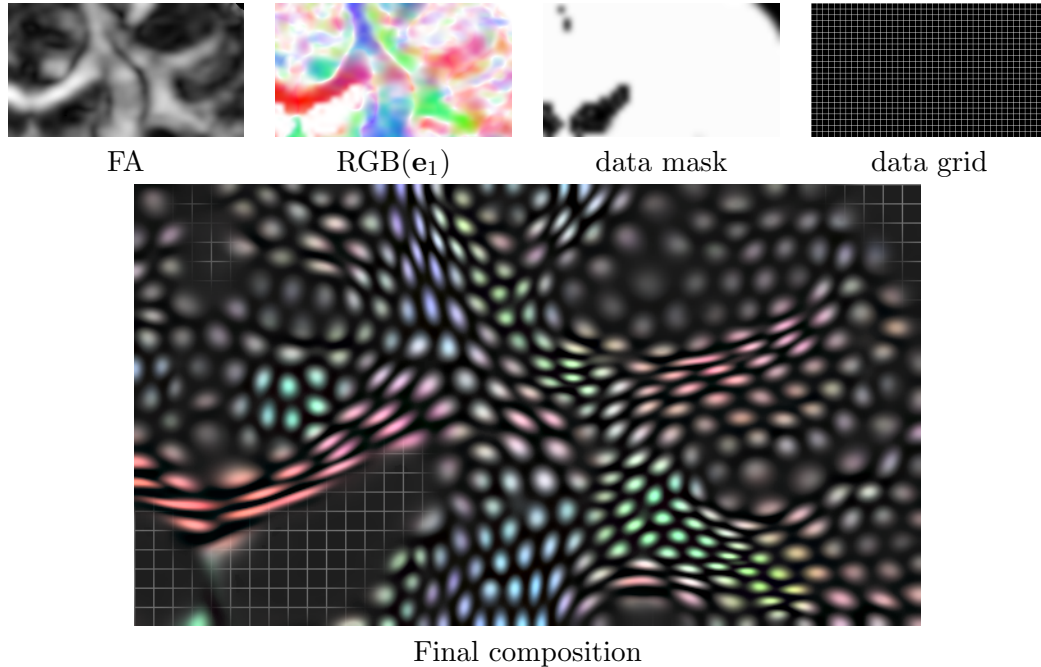 FA
RGB(e₁)
data mask
data grid
Final composition